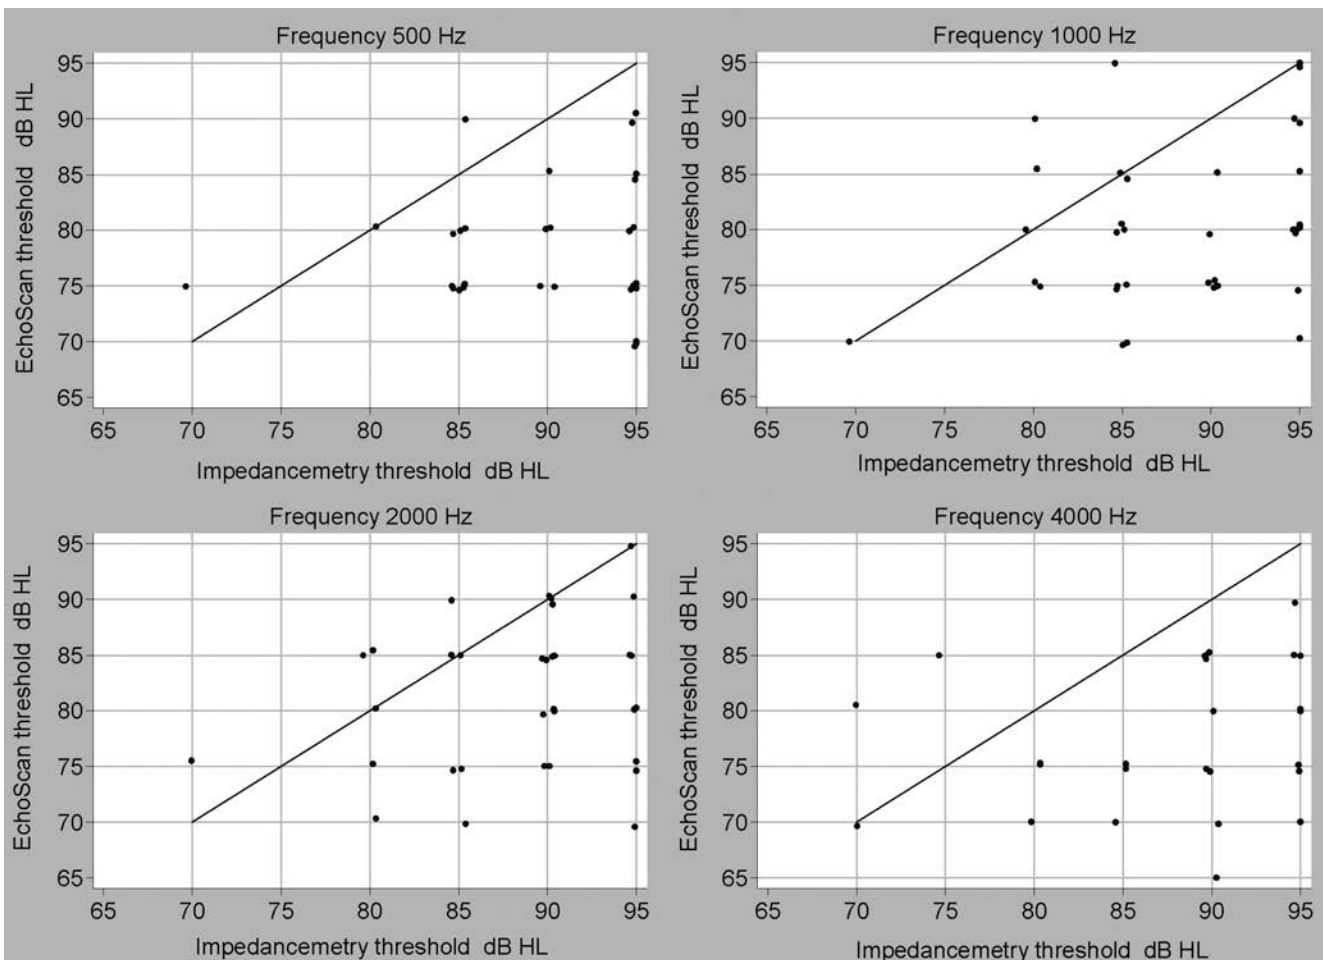 Frequency 500 Hz
95
90
85
80
75
70
65
EchoScan threshold dB HL
65 70 75 80 85 90 95
Impedancemetry threshold dB HL
Frequency 1000 Hz
95
90
85
80
75
70
65
EchoScan threshold dB HL
65 70 75 80 85 90 95
Impedancemetry threshold dB HL
Frequency 2000 Hz
95
90
85
80
75
70
65
EchoScan threshold dB HL
65 70 75 80 85 90 95
Impedancemetry threshold dB HL
Frequency 4000 Hz
95
90
85
80
75
70
65
EchoScan threshold dB HL
65 70 75 80 85 90 95
Impedancemetry threshold dB HL